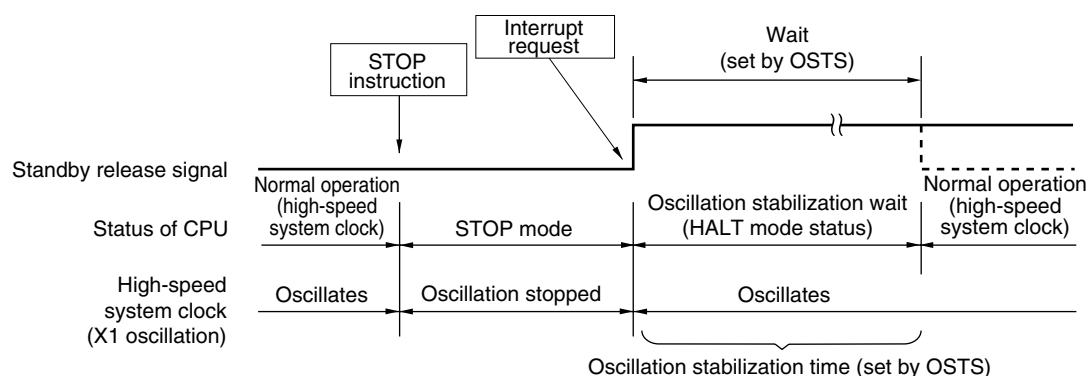 Interrupt
request
Wait
(set by OSTS)
STOP
instruction
Standby release signal
Normal operation
(high-speed
system clock)
Oscillation stabilization wait
(HALT mode status)
Normal operation
(high-speed
system clock)
Status of CPU
STOP mode
High-speed
system clock
(X1 oscillation)
Oscillates
Oscillation stopped
Oscillates
Oscillation stabilization time (set by OSTS)